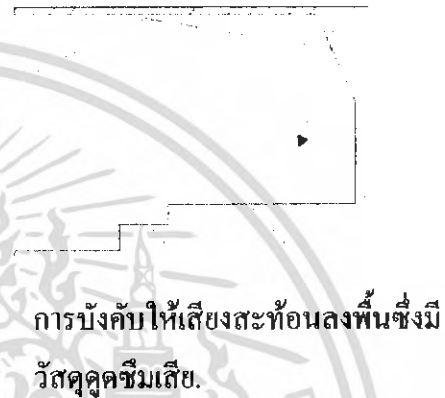 การบังคับให้เสียงสะท้อนลงพื้นซึ่งมี
วัสดุดูดซึมเสีย.